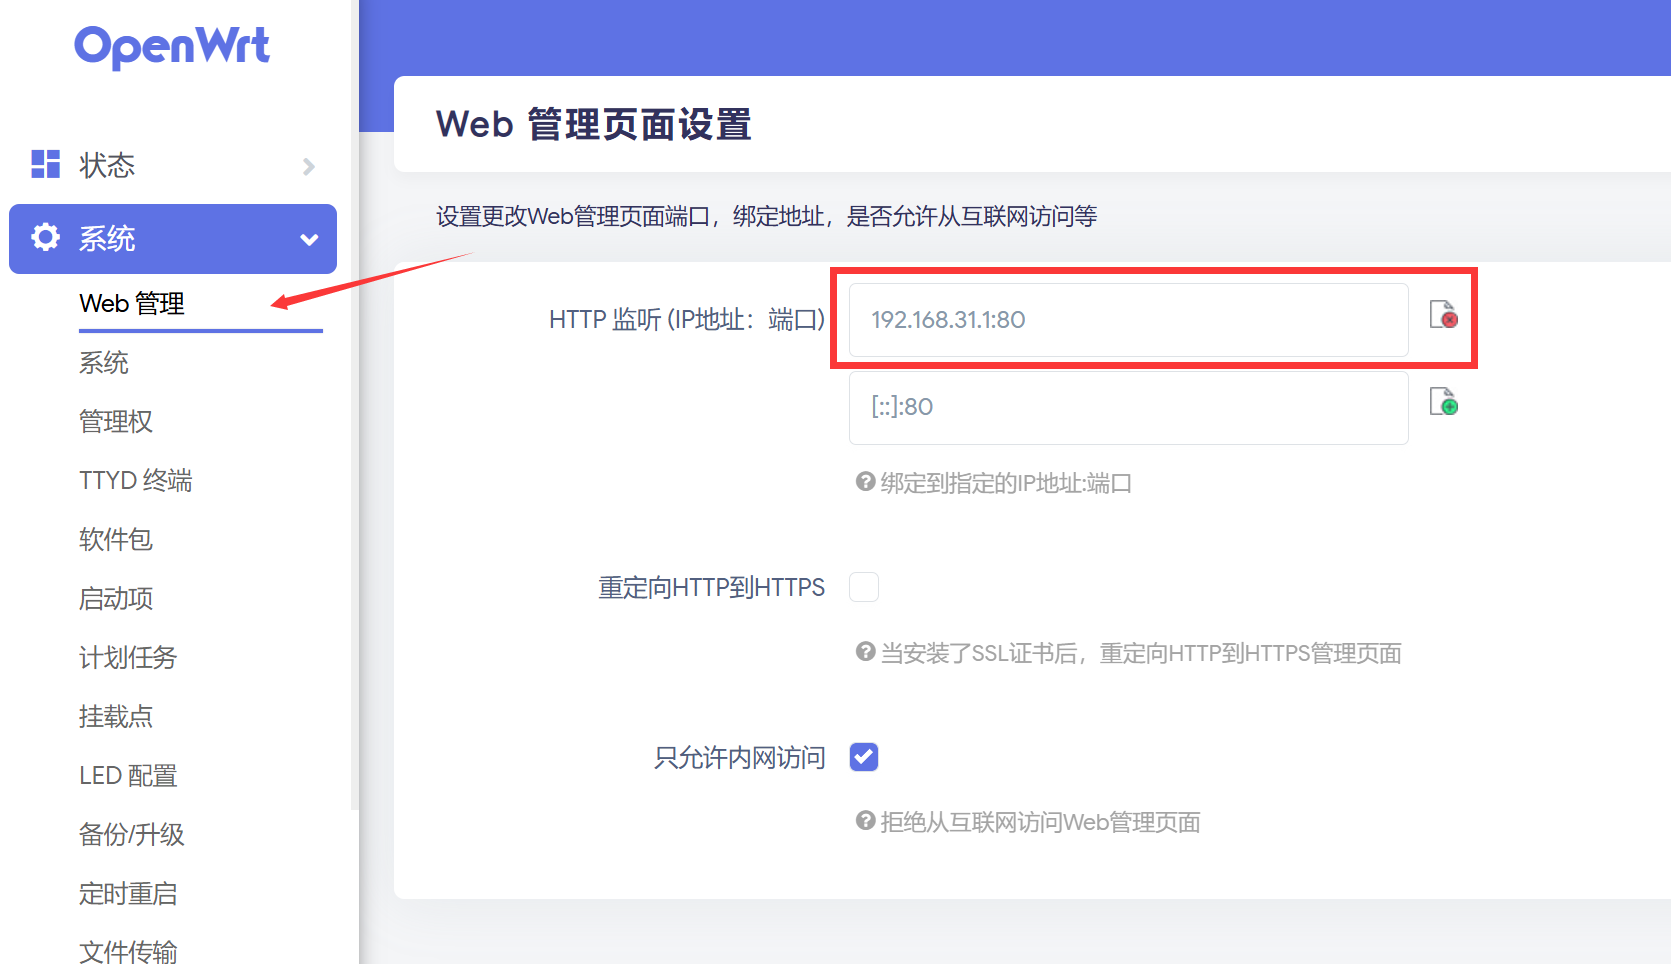 OpenWrt
状态
系统
Web 管理
系统
管理权
TTYD 终端
软件包
启动项
计划任务
挂载点
LED 配置
备份/升级
定时重启
文件传输
Web 管理页面设置
设置更改Web管理页面端口，绑定地址，是否允许从互联网访问等
HTTP 监听 (IP地址：端口)
192.168.31.1:80
[::]:80
绑定到指定的IP地址:端口
重定向HTTP到HTTPS
当安装了SSL证书后，重定向HTTP到HTTPS管理页面
只允许内网访问
拒绝从互联网访问Web管理页面